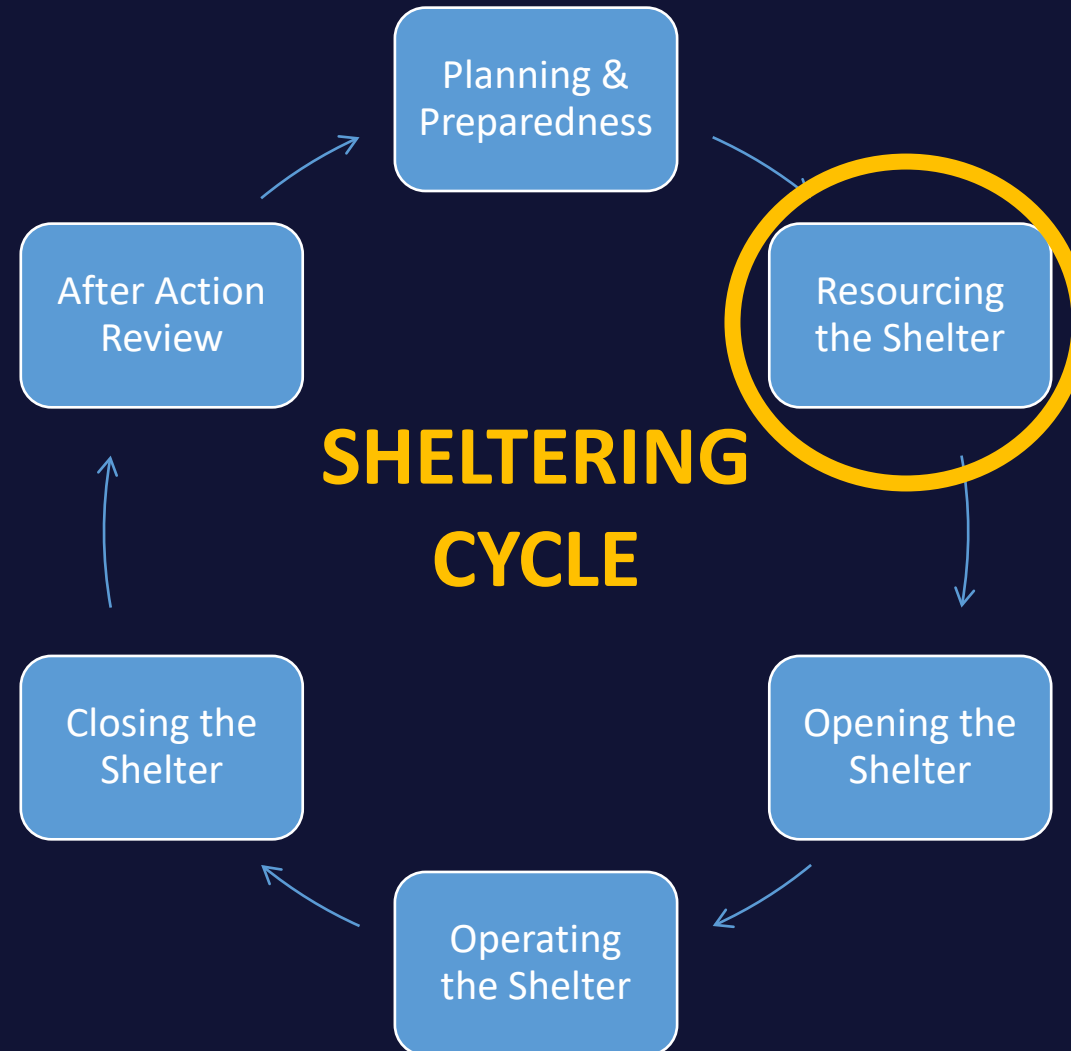 Planning &
Preparedness
Resourcing
the Shelter
Opening the
Shelter
Operating
the Shelter
Closing the
Shelter
After Action
Review
SHELTERING
CYCLE